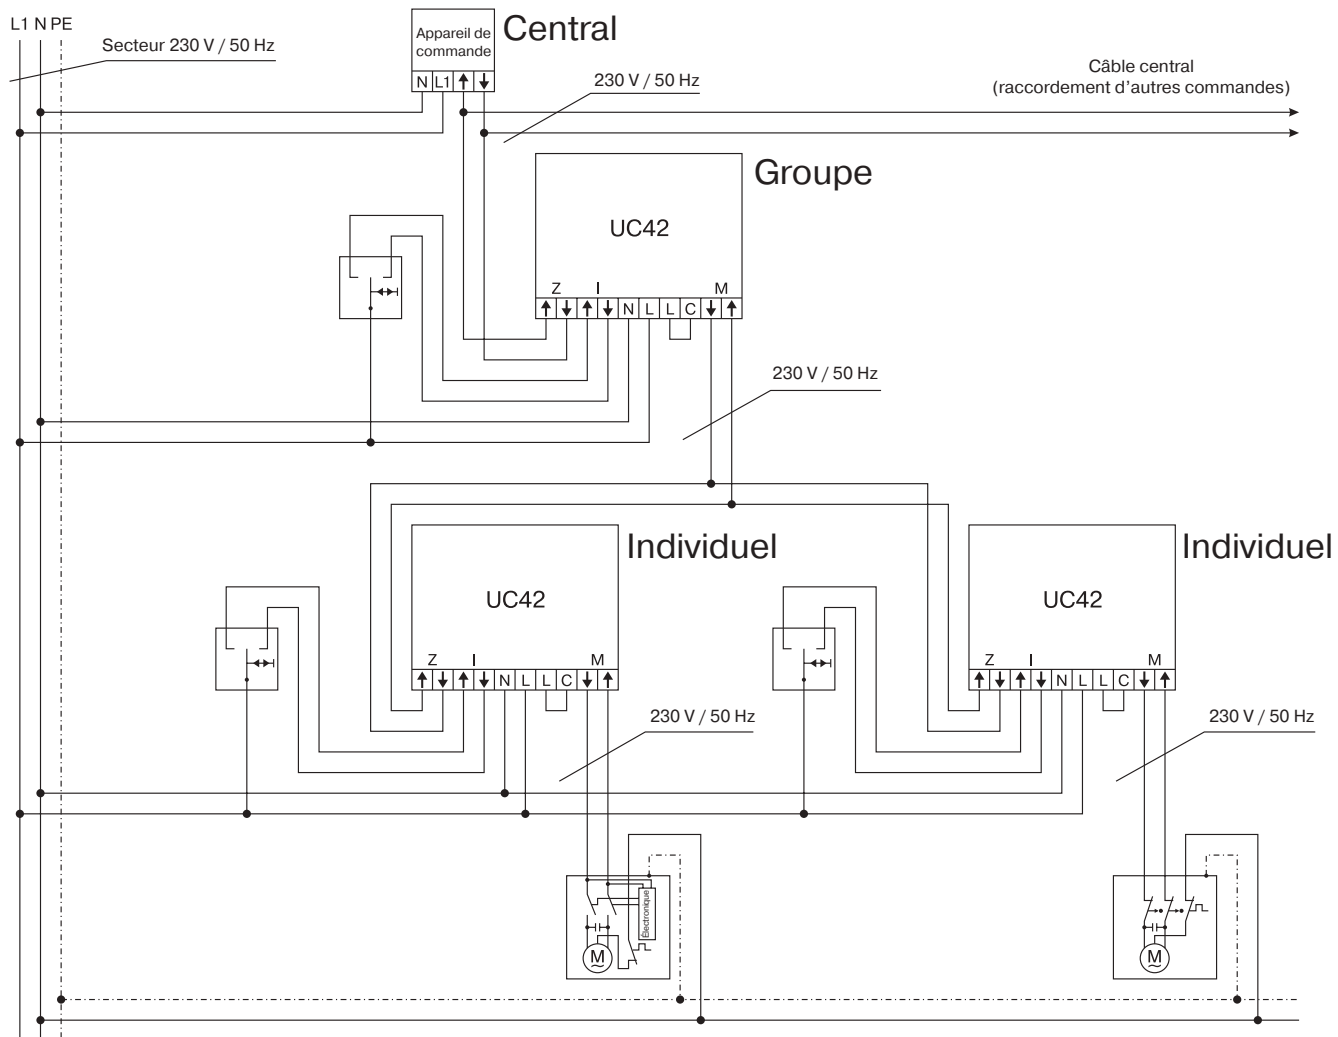 L1 N PE
Secteur 230 V / 50 Hz
Appareil de
commande
Central
N L1 ↑ ↓
230 V / 50 Hz
Câble central
(raccordement d'autres commandes)
Groupe
UC42
Z I M
↑ ↓ ↑ ↓ N L L C ↓ ↑
230 V / 50 Hz
Individuel
UC42
Z I M
↑ ↓ ↑ ↓ N L L C ↓ ↑
230 V / 50 Hz
Individuel
UC42
Z I M
↑ ↓ ↑ ↓ N L L C ↓ ↑
230 V / 50 Hz
Électronique
M
~
M
~